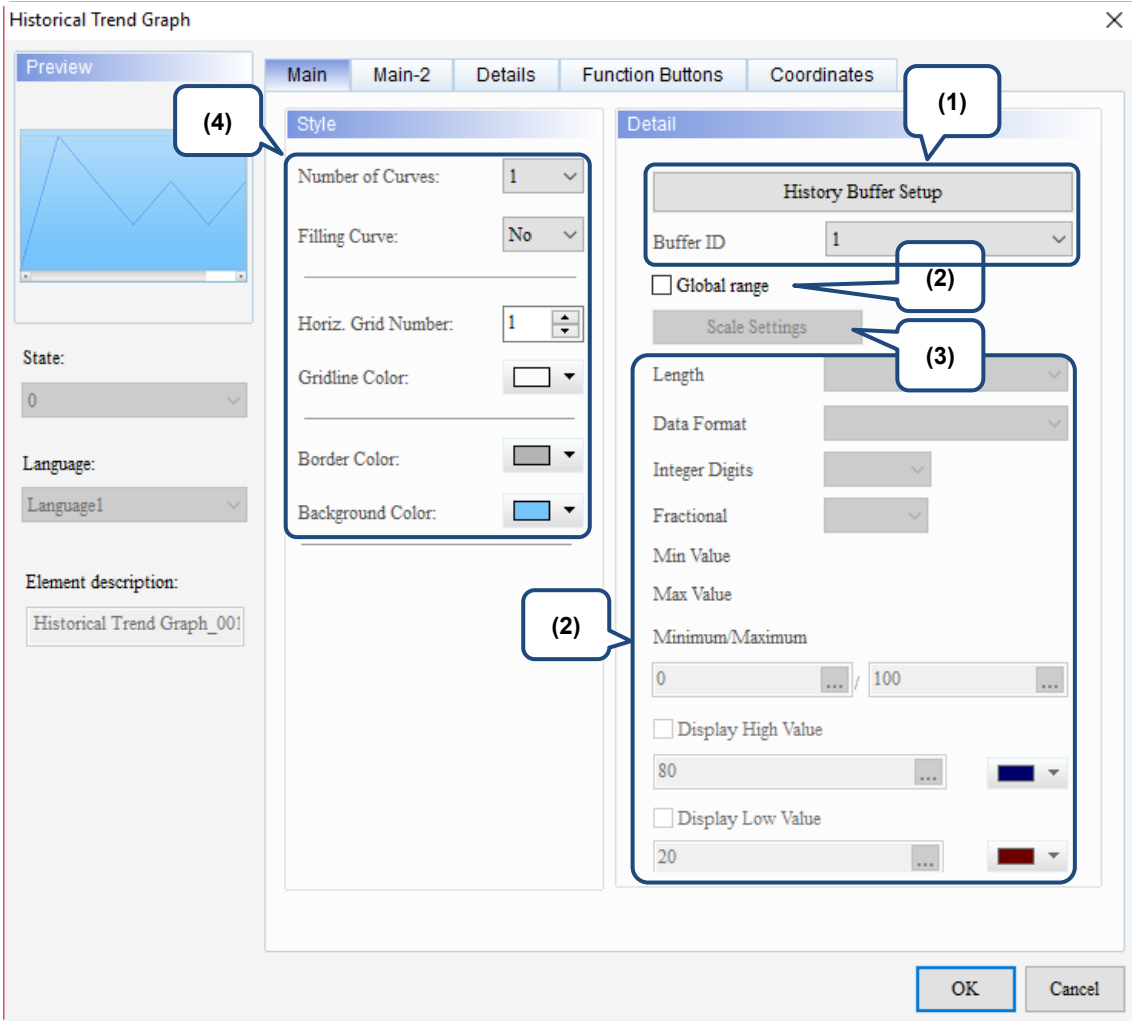 Historical Trend Graph
Preview
Main
Main-2
Details
Function Buttons
Coordinates
(1)
(4)
Style
Detail
Number of Curves:
1
History Buffer Setup
Filling Curve:
No
Buffer ID
1
Global range
(2)
Horiz. Grid Number:
1
Scale Settings
(3)
State:
0
Gridline Color:
Length
Data Format
Border Color:
Integer Digits
Language:
Language1
Background Color:
Fractional
Min Value
Element description:
Max Value
Historical Trend Graph_001
(2)
Minimum/Maximum
0
...
/
100
...
Display High Value
80
...
Display Low Value
20
...
OK
Cancel